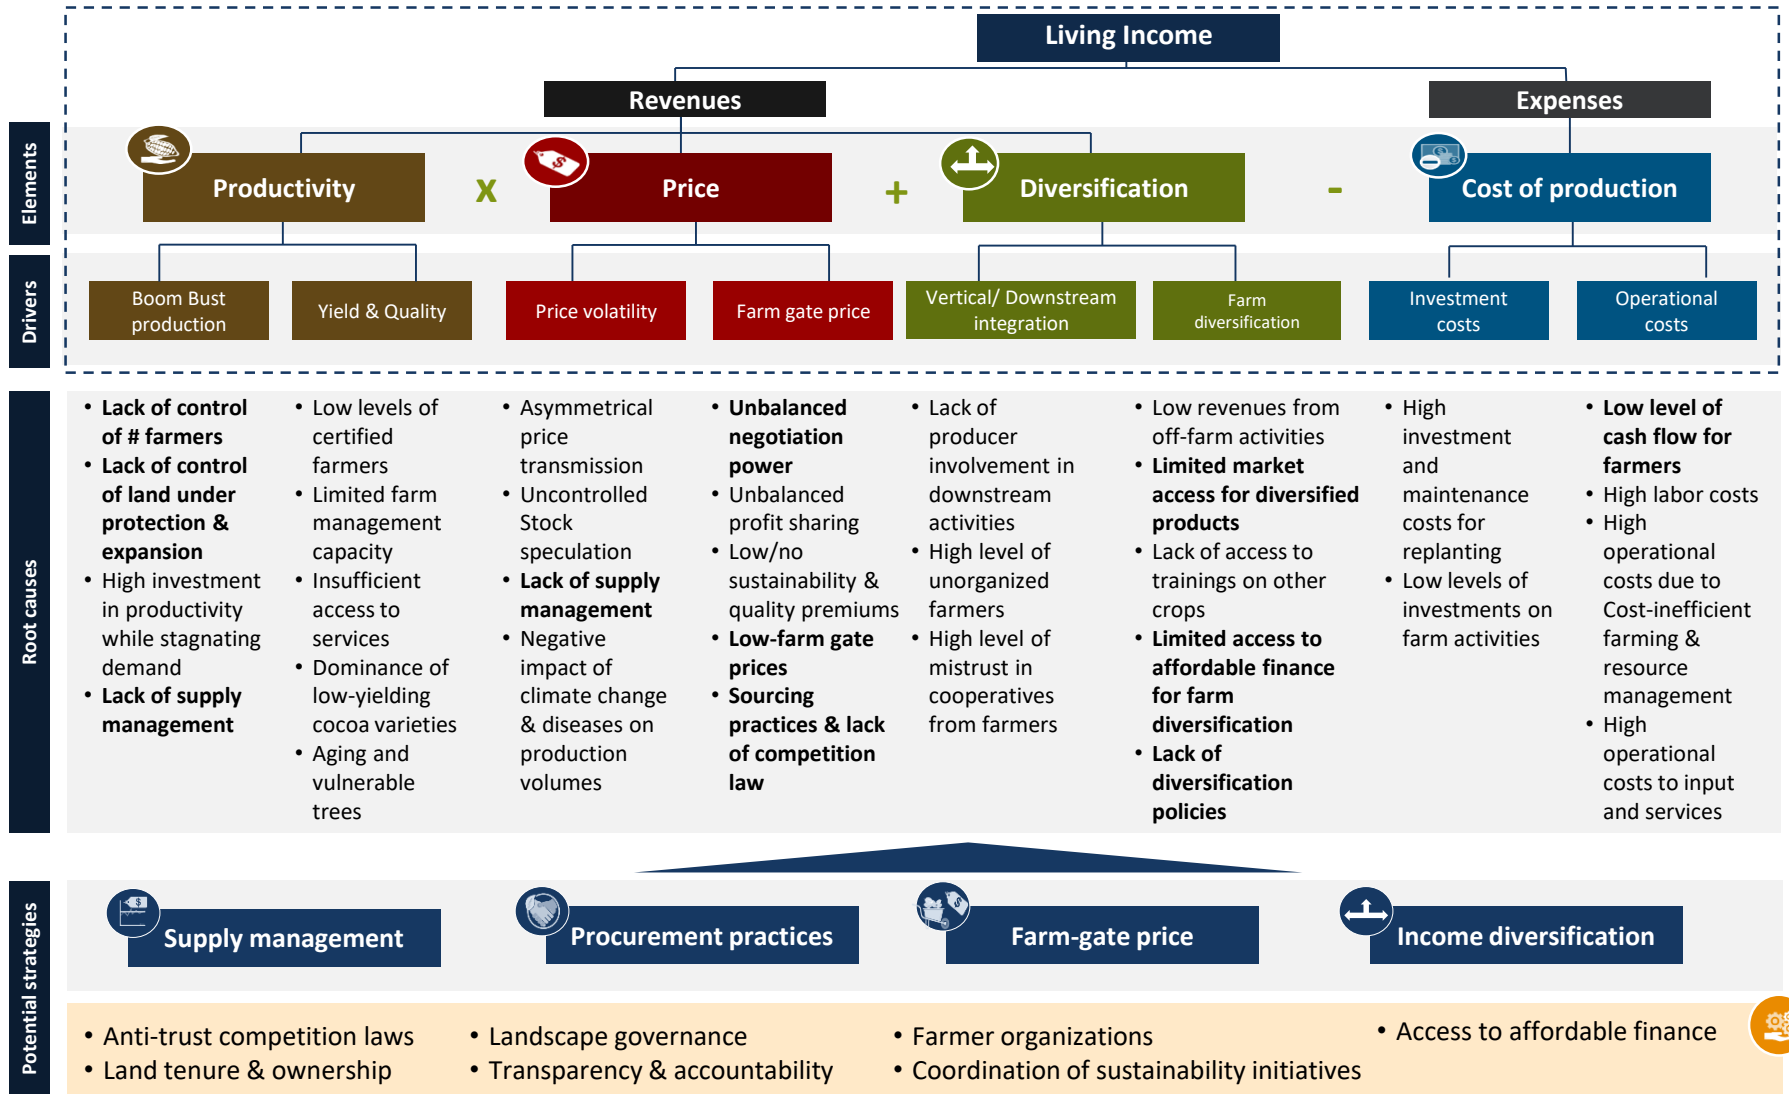 Living Income
Revenues
Expenses
Elements
Productivity
X
Price
+
Diversification
-
Cost of production
Drivers
Boom Bust
production
Yield & Quality
Price volatility
Farm gate price
Vertical/ Downstream
integration
Farm
diversification
Investment
costs
Operational
costs
Root causes
• Lack of control
of # farmers
• Lack of control
of land under
protection &
expansion
• High investment
in productivity
while stagnating
demand
• Lack of supply
management
• Low levels of
certified
farmers
• Limited farm
management
capacity
• Insufficient
access to
services
• Dominance of
low-yielding
cocoa varieties
• Aging and
vulnerable
trees
• Asymmetrical
price
transmission
• Uncontrolled
Stock
speculation
• Lack of supply
management
• Negative
impact of
climate change
& diseases on
production
volumes
• Unbalanced
negotiation
power
• Unbalanced
profit sharing
• Low/no
sustainability &
quality premiums
• Low-farm gate
prices
• Sourcing
practices & lack
of competition
law
• Lack of
producer
involvement in
downstream
activities
• High level of
unorganized
farmers
• High level of
mistrust in
cooperatives
from farmers
• Low revenues from
off-farm activities
• Limited market
access for diversified
products
• Lack of access to
trainings on other
crops
• Limited access to
affordable finance
for farm
diversification
• Lack of
diversification
policies
• High
investment
and
maintenance
costs for
replanting
• Low levels of
investments on
farm activities
• Low level of
cash flow for
farmers
• High labor costs
• High
operational
costs due to
Cost-inefficient
farming &
resource
management
• High
operational
costs to input
and services
Potential strategies
Supply management
Procurement practices
Farm-gate price
Income diversification
• Anti-trust competition laws
• Land tenure & ownership
• Landscape governance
• Transparency & accountability
• Farmer organizations
• Coordination of sustainability initiatives
• Access to affordable finance